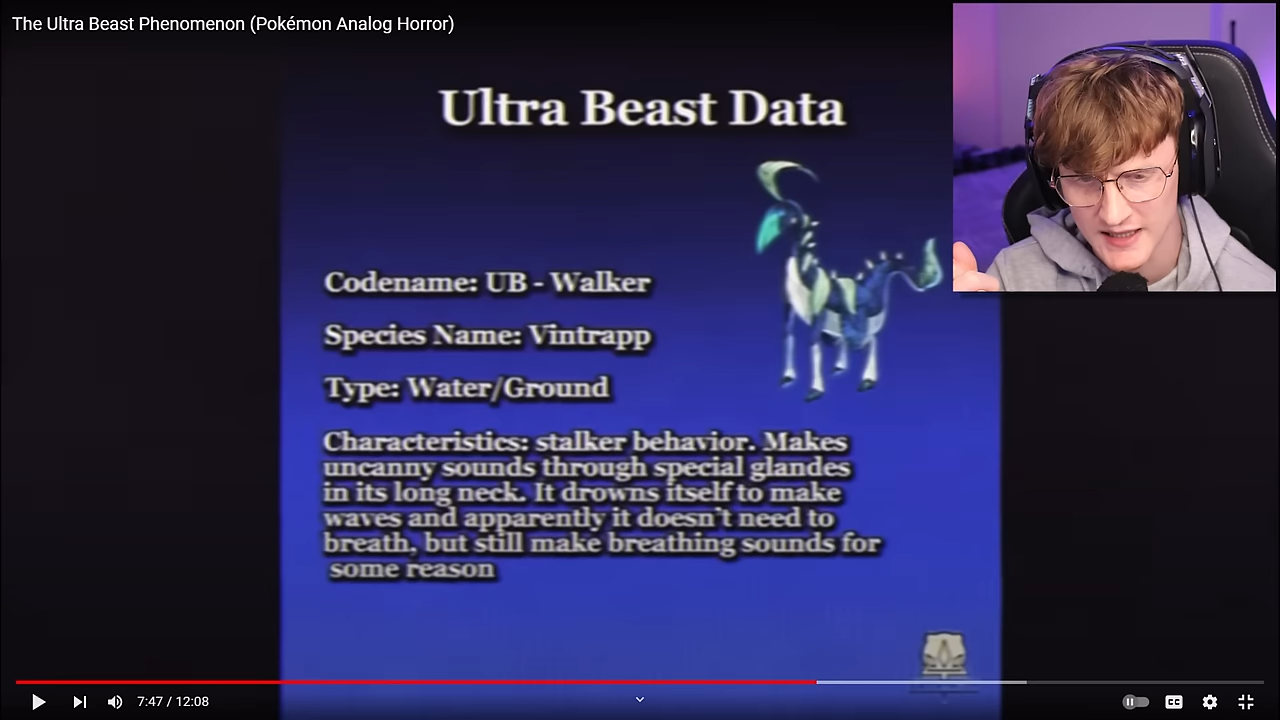 The Ultra Beast Phenomenon (Pokémon Analog Horror)
Ultra Beast Data
Codename: UB - Walker
Species Name: Vintrapp
Type: Water/Ground
Characteristics: stalker behavior. Makes
uncanny sounds through special glandes
in its long neck. It drowns itself to make
waves and apparently it doesn't need to
breath, but still make breathing sounds for
some reason
7:47 / 12:08
CC